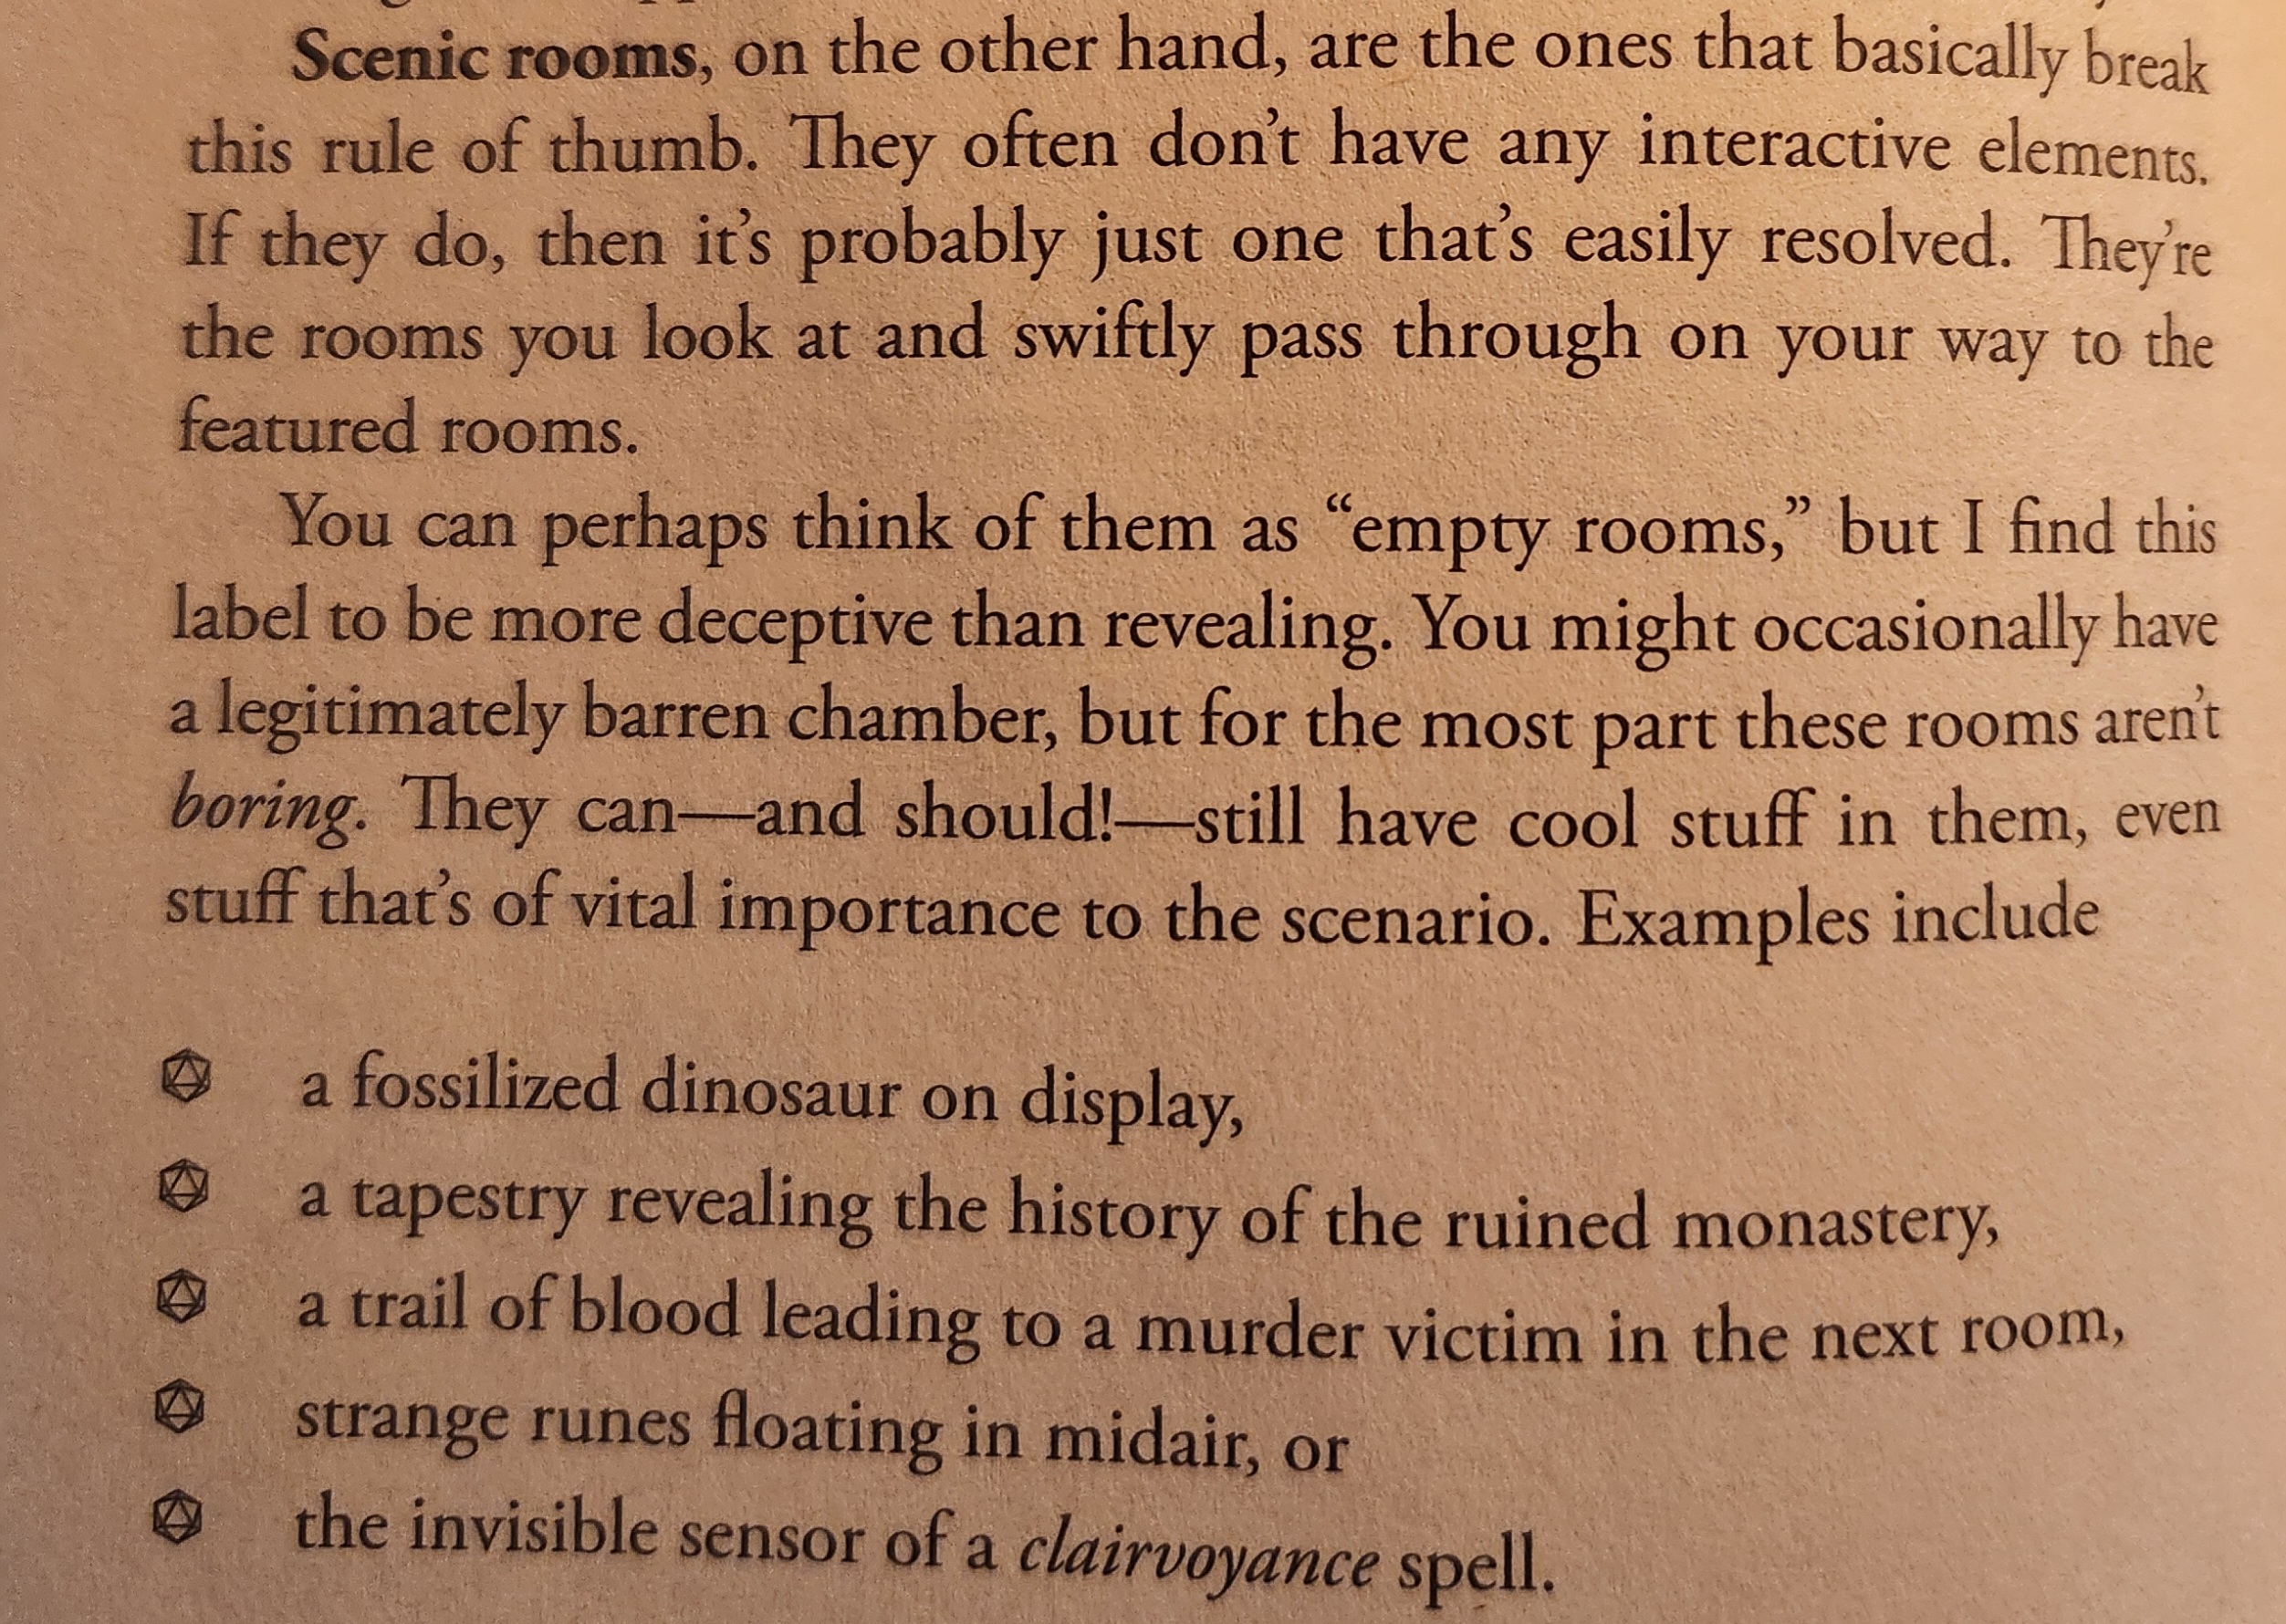 Scenic rooms, on the other hand, are the ones that basically break
this rule of thumb. They often don’t have any interactive elements.
If they do, then it’s probably just one that’s easily resolved. They’re
the rooms you look at and swiftly pass through on your way to the
featured rooms.
You can perhaps think of them as “empty rooms,” but I find this
label to be more deceptive than revealing. You might occasionally have
a legitimately barren chamber, but for the most part these rooms aren’t
boring. They can—and should!—still have cool stuff in them, even
stuff that’s of vital importance to the scenario. Examples include
a fossilized dinosaur on display,
a tapestry revealing the history of the ruined monastery,
a trail of blood leading to a murder victim in the next room,
strange runes floating in midair, or
the invisible sensor of a clairvoyance spell.